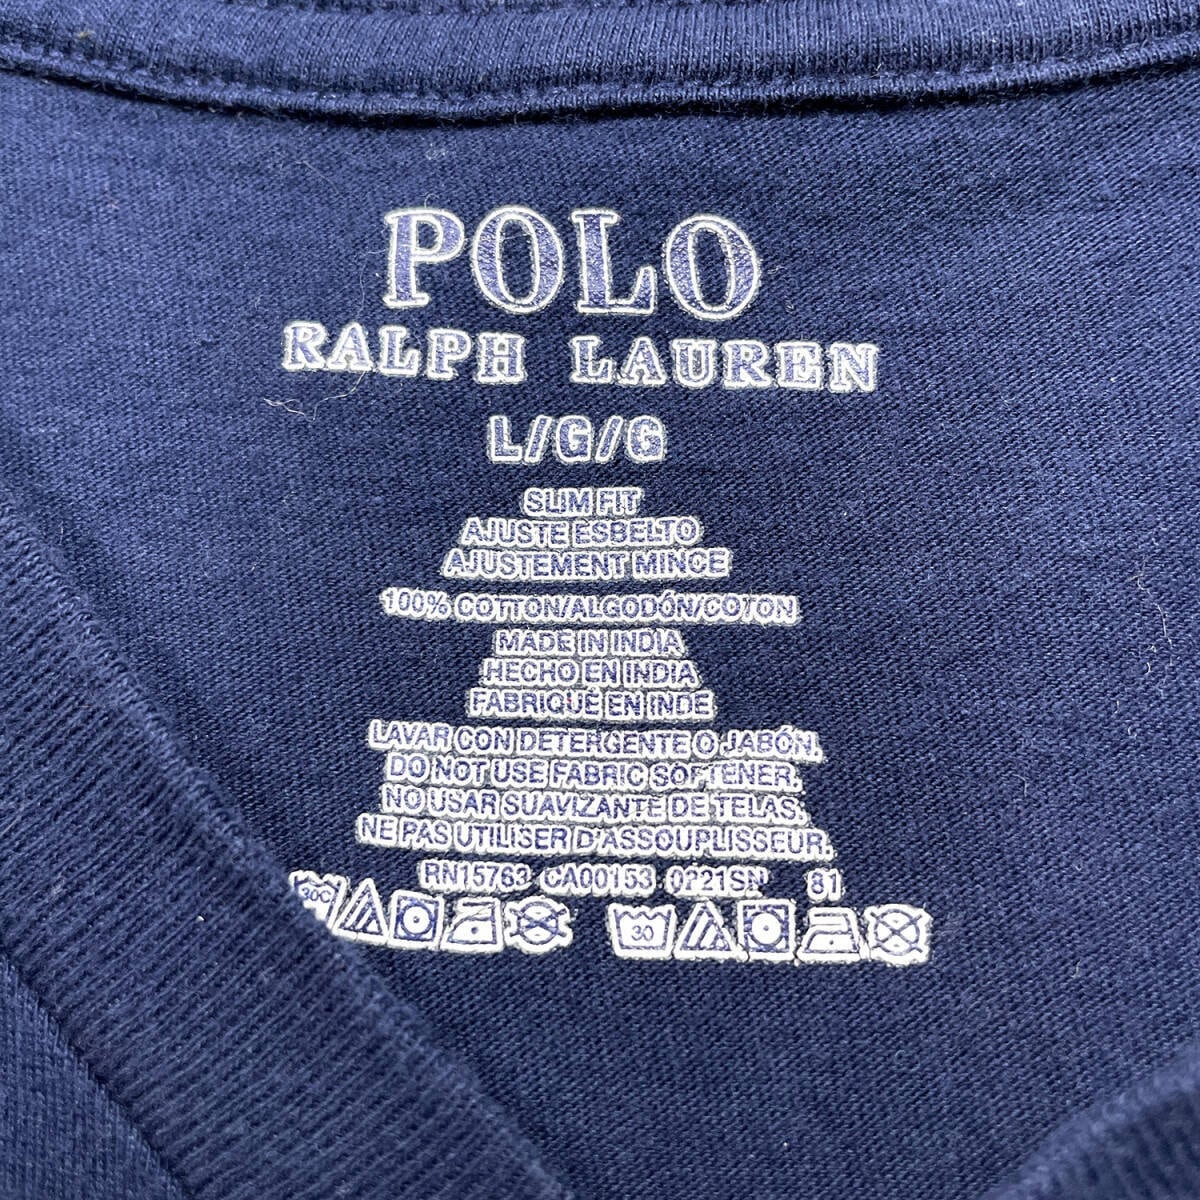 POLO
RALPH LAUREN
L/G/G
SLIM FIT
AJUSTE ESBELTO
AJUSTEMENT MINCE
100% COTTON/ALGODÓN/COTON
MADE IN INDIA
HECHO EN INDIA
FABRIQUÉ EN INDE
LAVAR CON DETERGENTE O JABÓN.
DO NOT USE FABRIC SOFTENER.
NO USAR SUAVIZANTE DE TELAS.
NE PAS UTILISER D'ASSOUPLISSEUR.
RN15763 CA00153 0221SN 81
30C 30